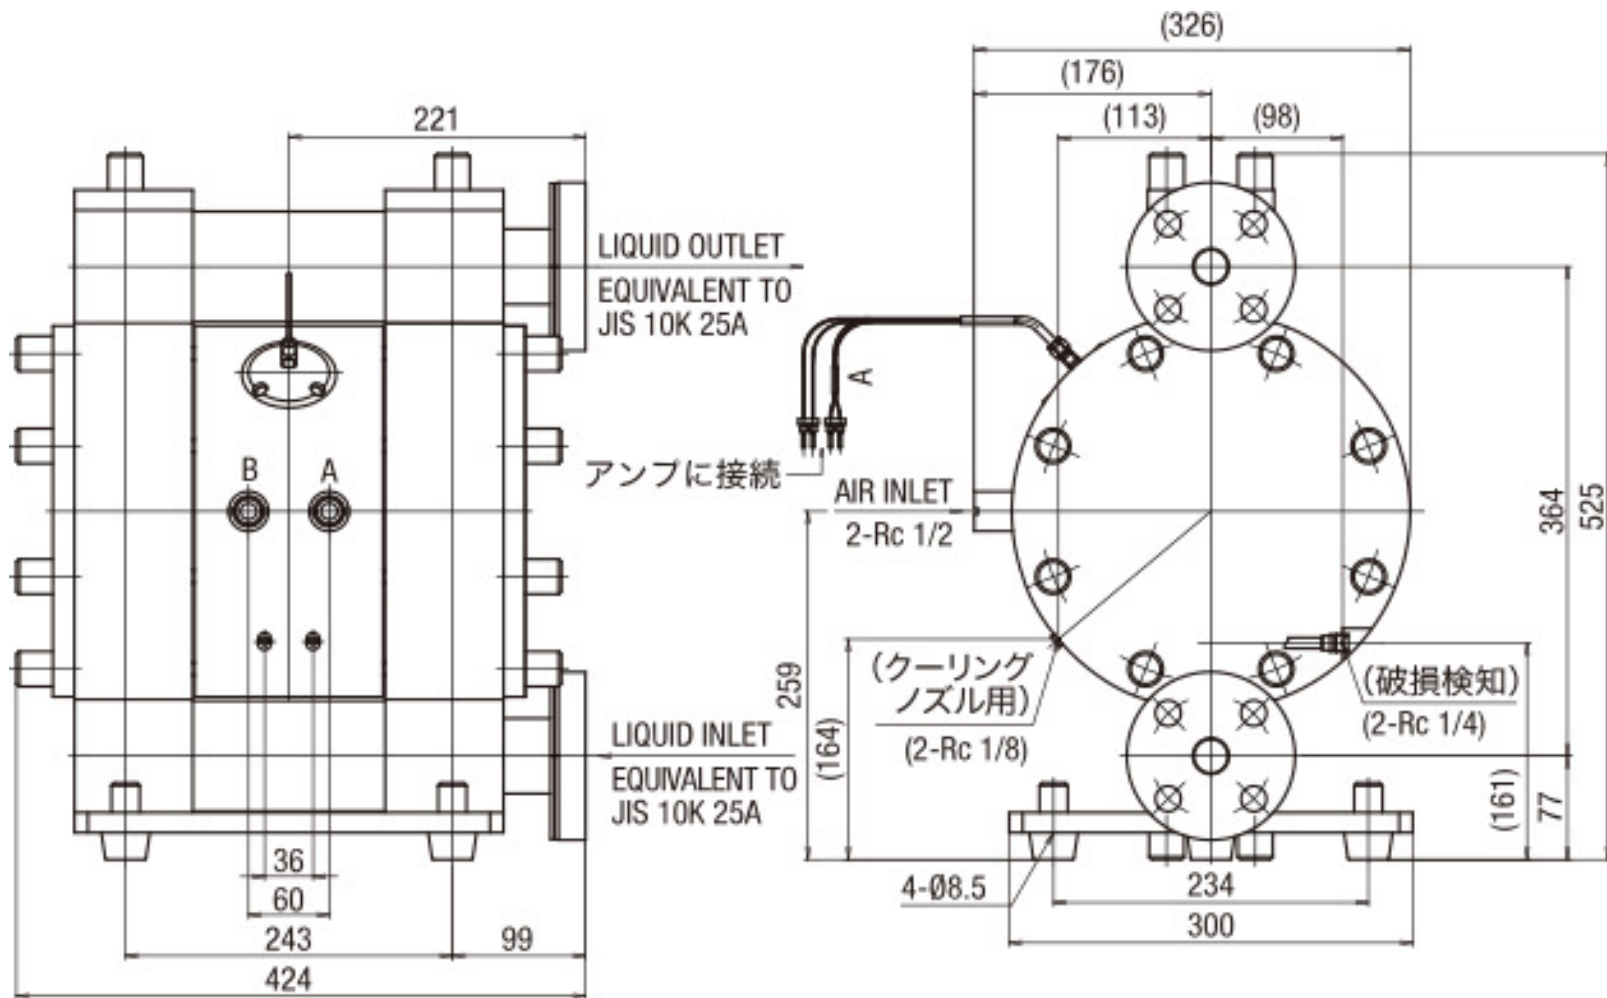 (326)
(176)
221
(113)
(98)
LIQUID OUTLET
EQUIVALENT TO
JIS 10K 25A
A
B
A
アンプに接続
AIR INLET
2-Rc 1/2
364
525
259
(164)
(クーリング
ノズル用)
(2-Rc 1/8)
(破損検知)
(2-Rc 1/4)
LIQUID INLET
EQUIVALENT TO
JIS 10K 25A
(161)
77
36
60
4-Ø8.5
234
243
99
300
424